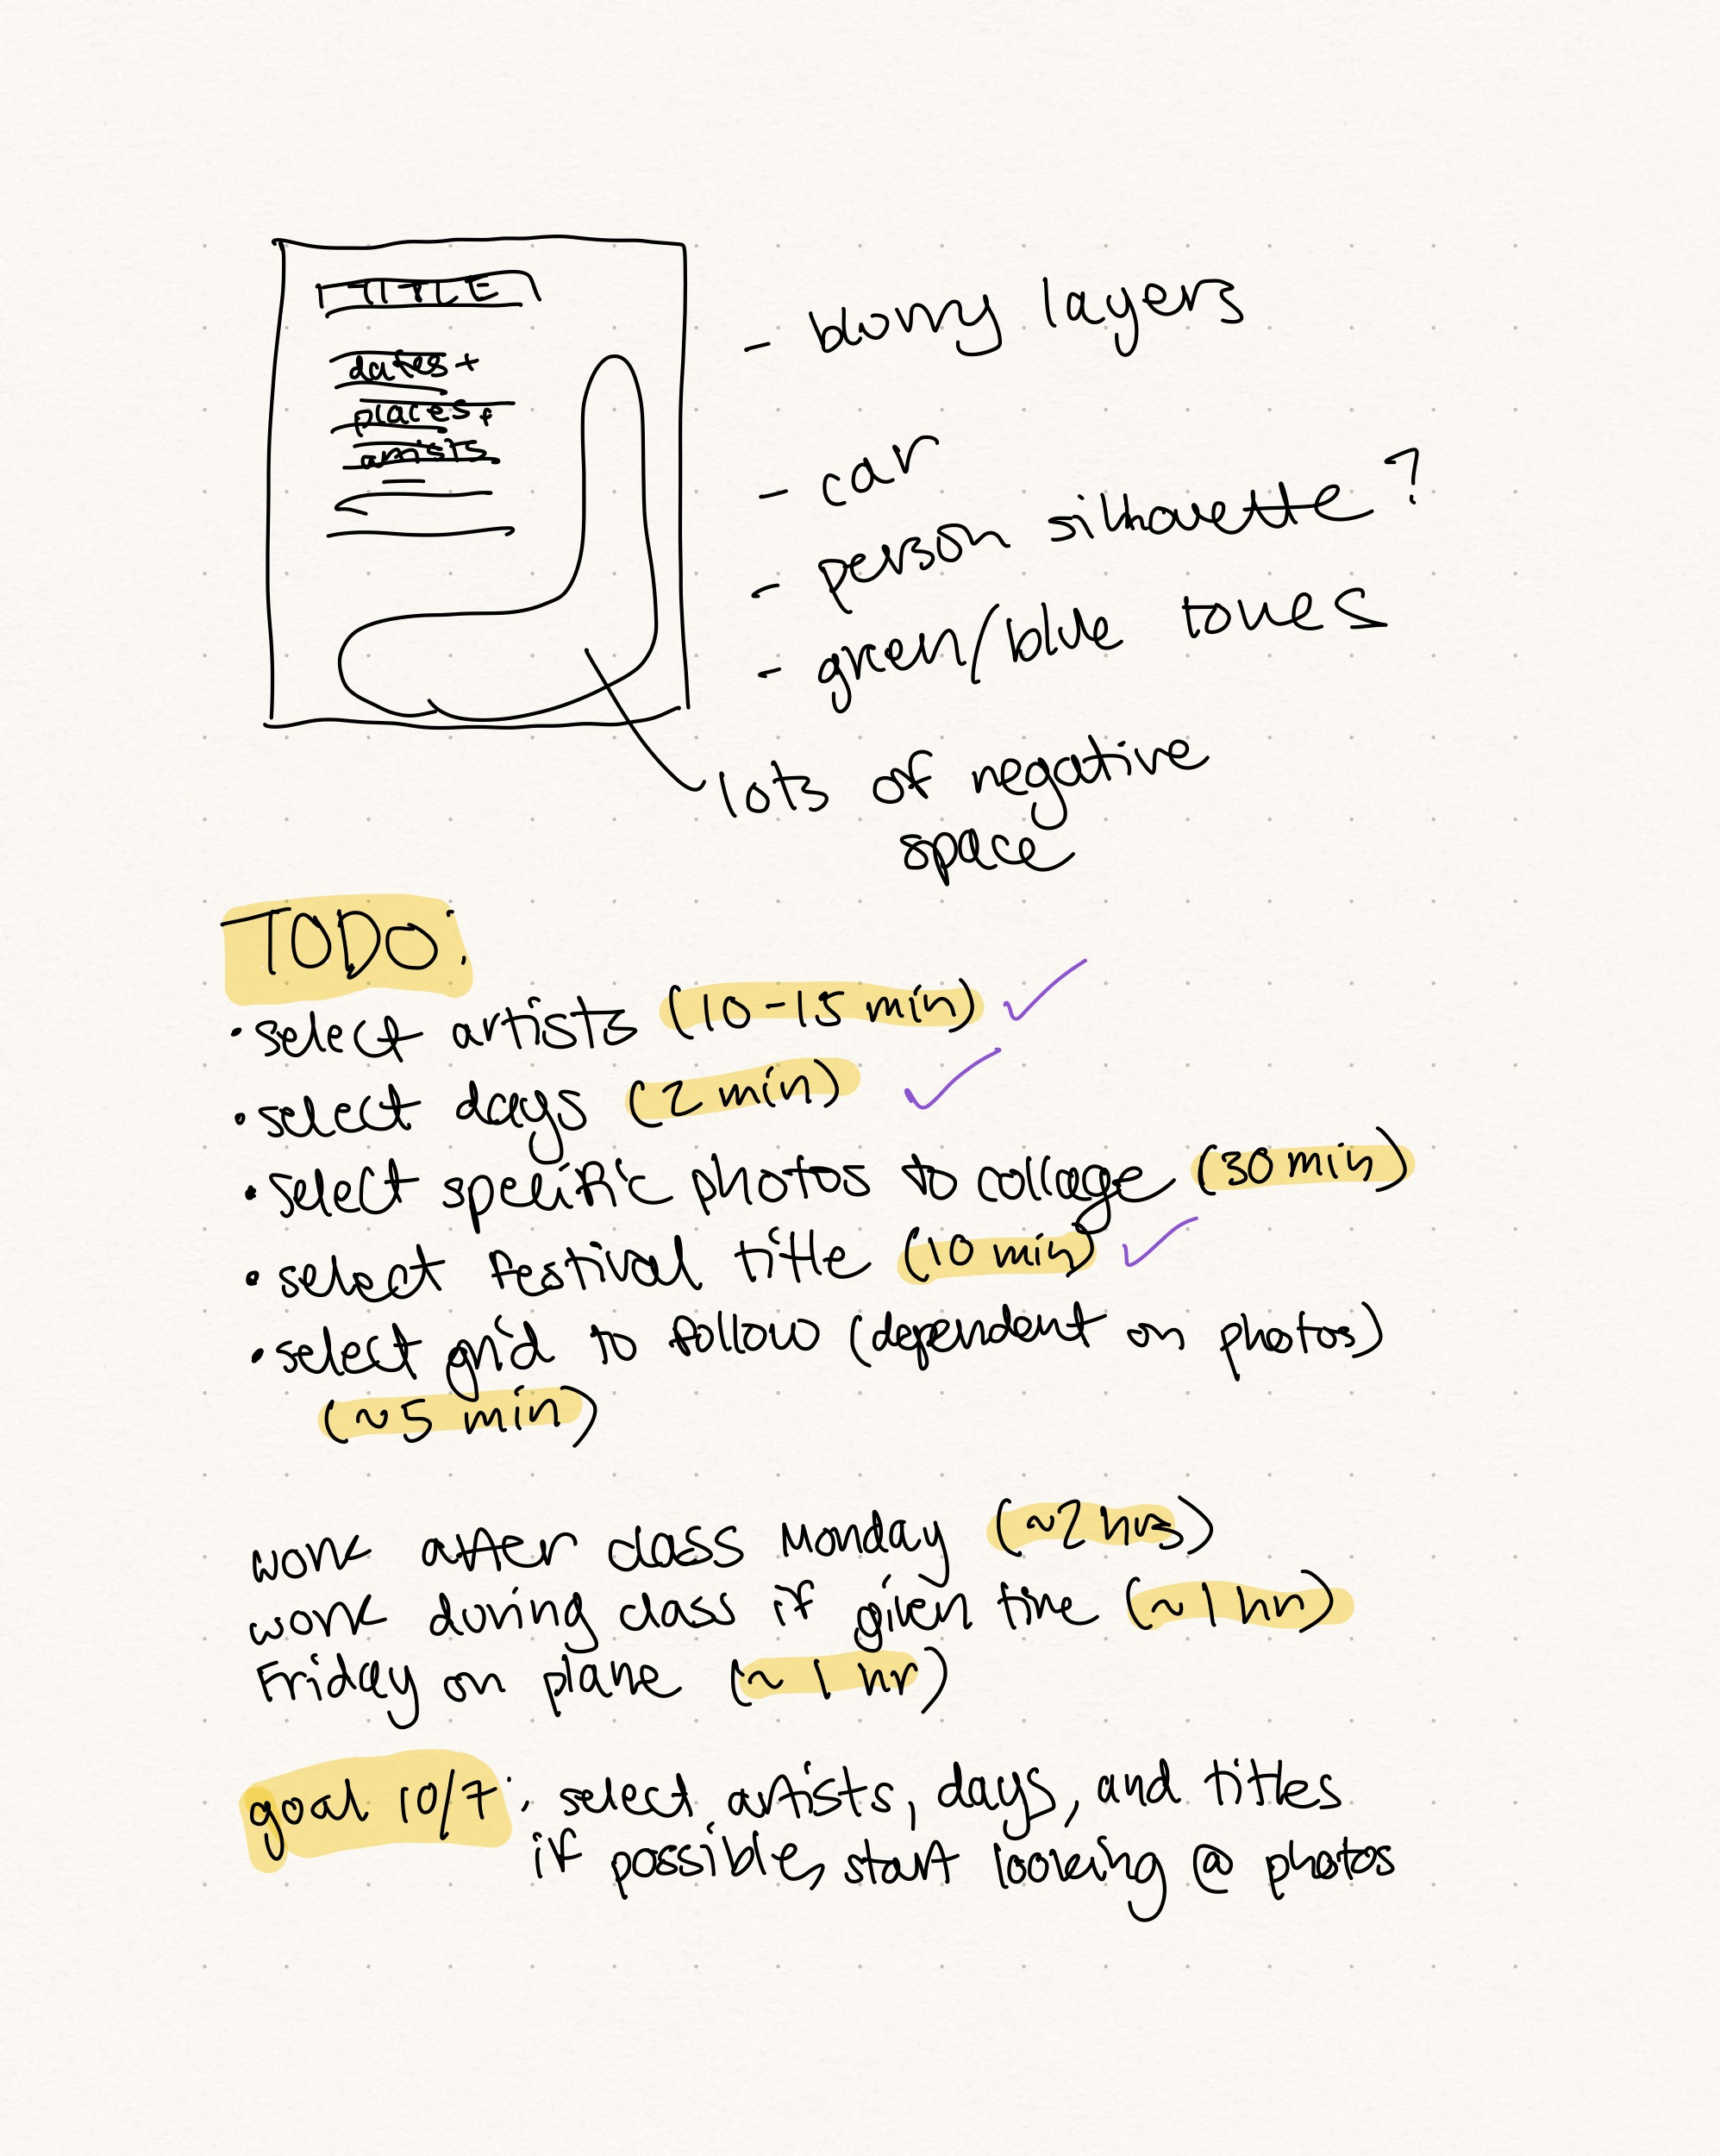 TITLE
dates +
places +
artists
- blurry layers
- car
- person silhouette?
- green/blue tones
lots of negative
space
TODO:
• select artists (10-15 min) ✓
• select days (2 min) ✓
• select specific photos to collage (30 min)
• select festival title (10 min) ✓
• select grid to follow (dependent on photos)
(~5 min)
work after class Monday (~2 hrs)
work during class if given time (~1 hr)
Friday on plane (~1 hr)
goal 10/7: select artists, days, and titles
if possible, start looking @ photos